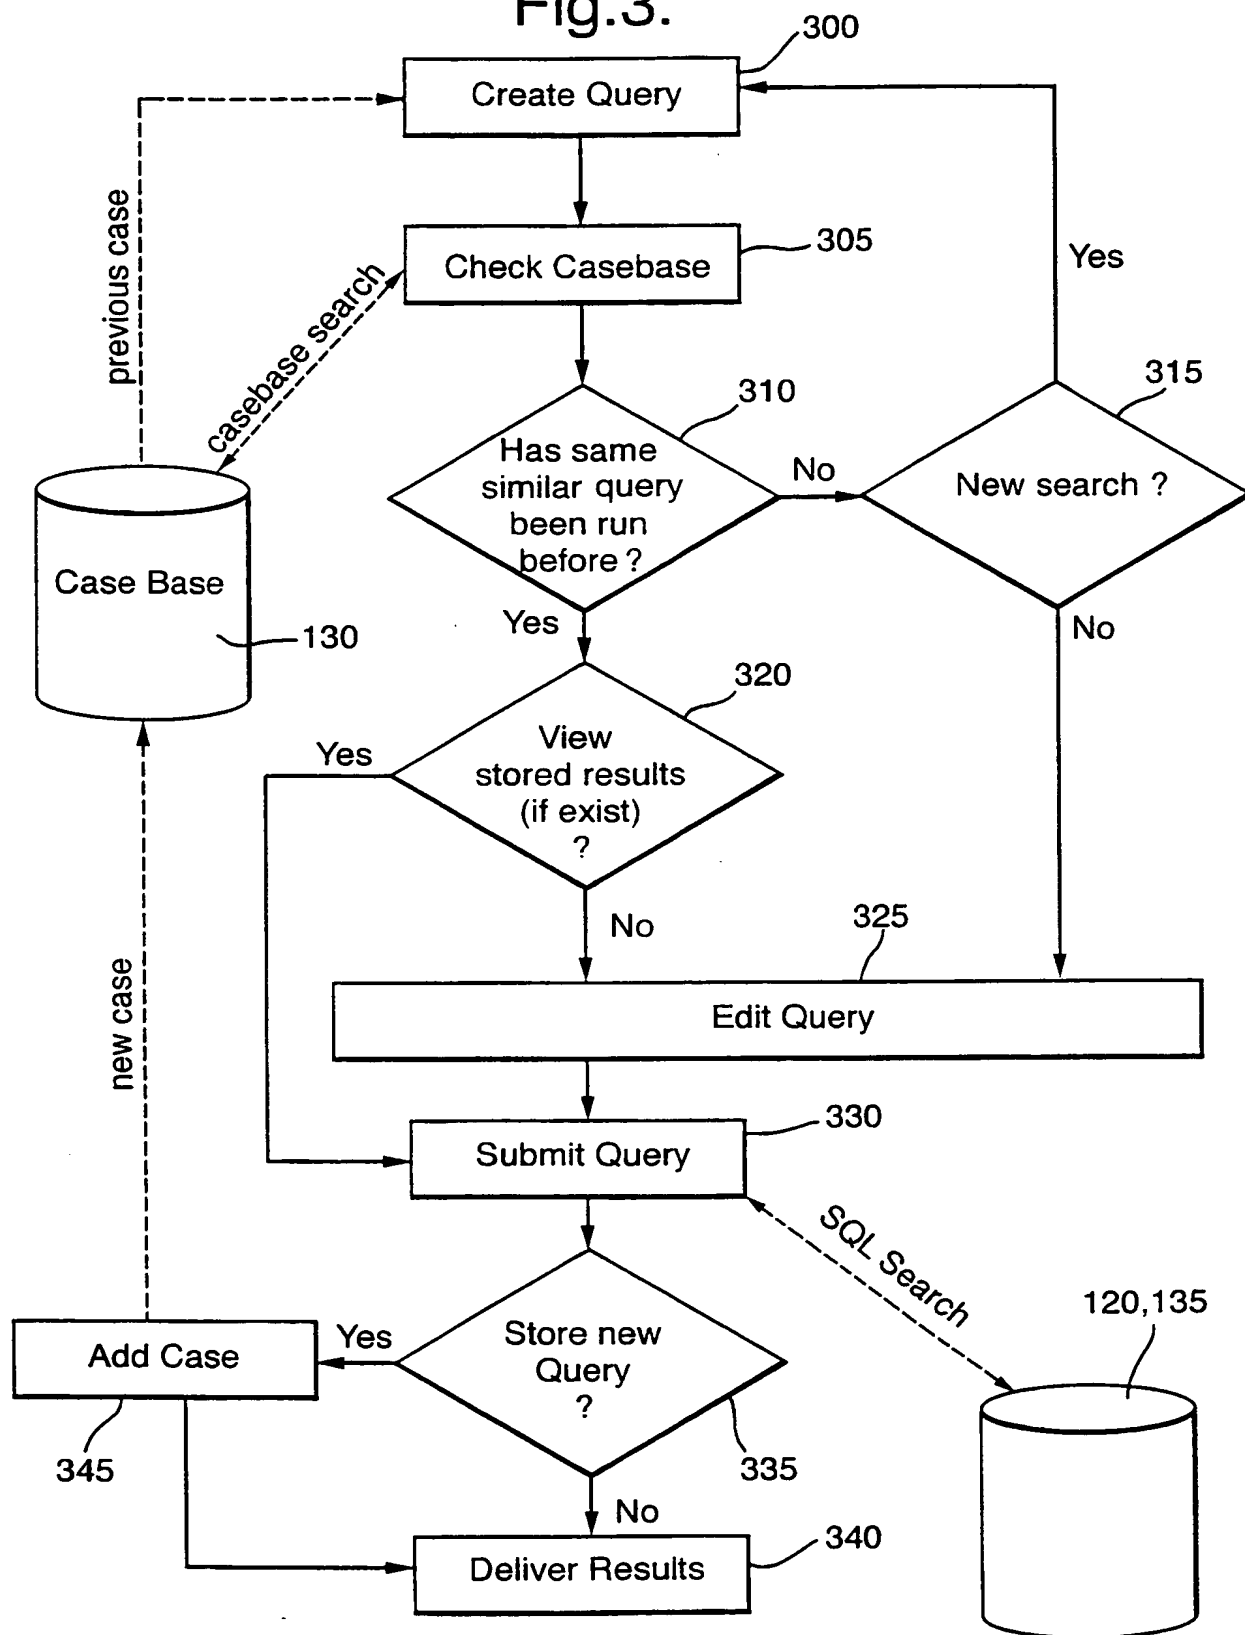 Fig.3.
300
Create Query
previous case
casebase search
305
Check Casebase
Yes
310
315
Has same
similar query
been run
before ?
No
New search ?
Case Base
130
Yes
No
320
View
stored results
(if exist)
?
Yes
No
325
Edit Query
new case
330
Submit Query
SQL Search
120,135
Add Case
Yes
Store new
Query
?
345
335
No
340
Deliver Results